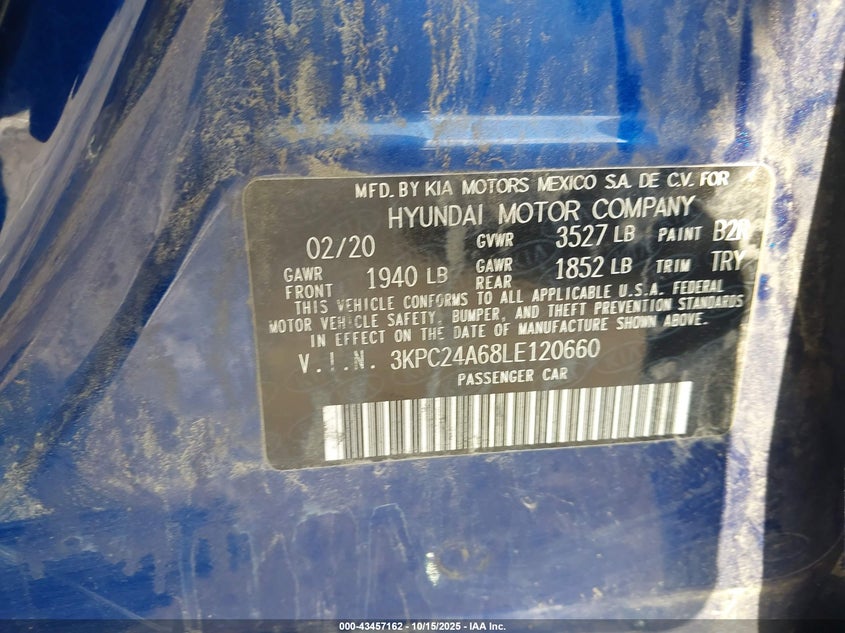 MFD. BY KIA MOTORS MEXICO S.A. DE C.V. FOR
HYUNDAI MOTOR COMPANY
02/20 GVWR 3527 LB PAINT
GAWR FRONT 1940 LB GAWR REAR 1852 LB TRIM TRY
THIS VEHICLE CONFORMS TO ALL APPLICABLE U.S.A. FEDERAL
MOTOR VEHICLE SAFETY, BUMPER, AND THEFT PREVENTION STANDARDS
IN EFFECT ON THE DATE OF MANUFACTURE SHOWN ABOVE.
V.I.N. 3KPC24A68LE120660
PASSENGER CAR
000-43457162 - 10/15/2025 - IAA Inc.